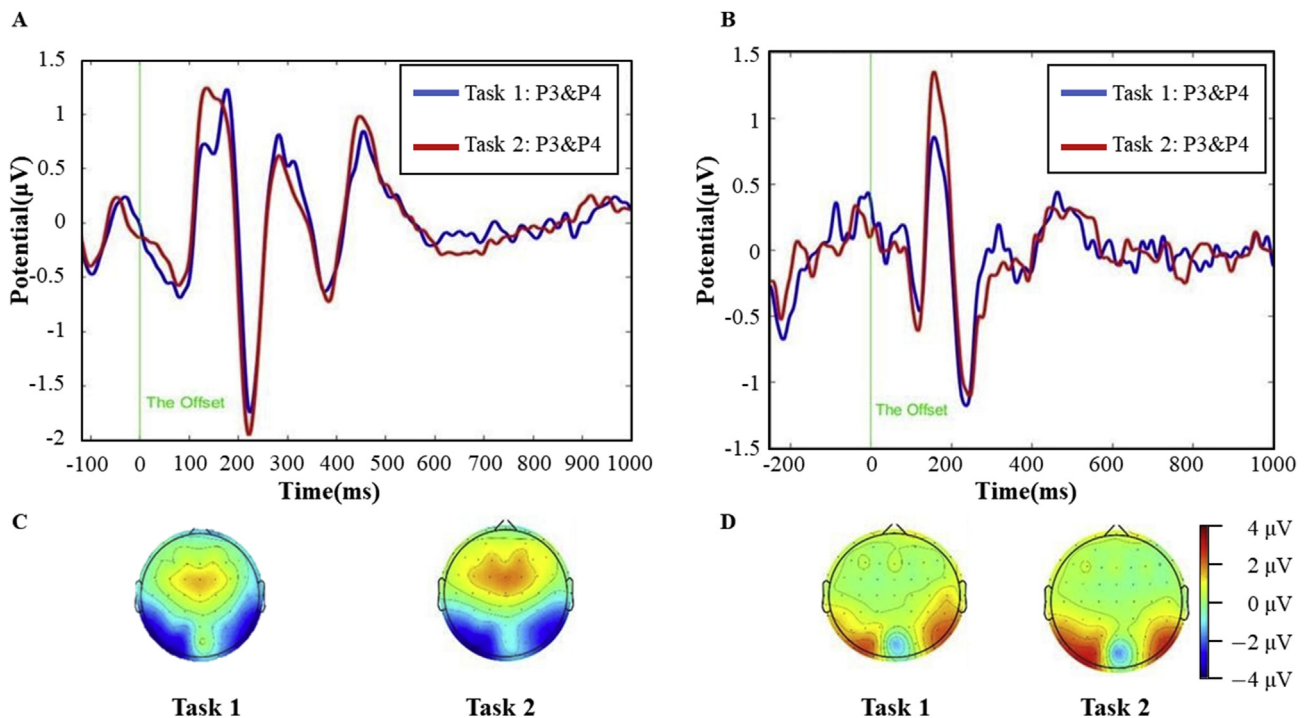 A
B
1.5
1
0.5
0
-0.5
-1
-1.5
-2
Potential(μV)
Task 1: P3&P4
Task 2: P3&P4
The Offset
-100 0 100 200 300 400 500 600 700 800 900 1000
Time(ms)
1.5
1
0.5
0
-0.5
-1
-1.5
Potential(μV)
Task 1: P3&P4
Task 2: P3&P4
The Offset
-200 0 200 400 600 800 1000
Time(ms)
C
D
4 μV
2 μV
0 μV
−2 μV
−4 μV
Task 1
Task 2
Task 1
Task 2